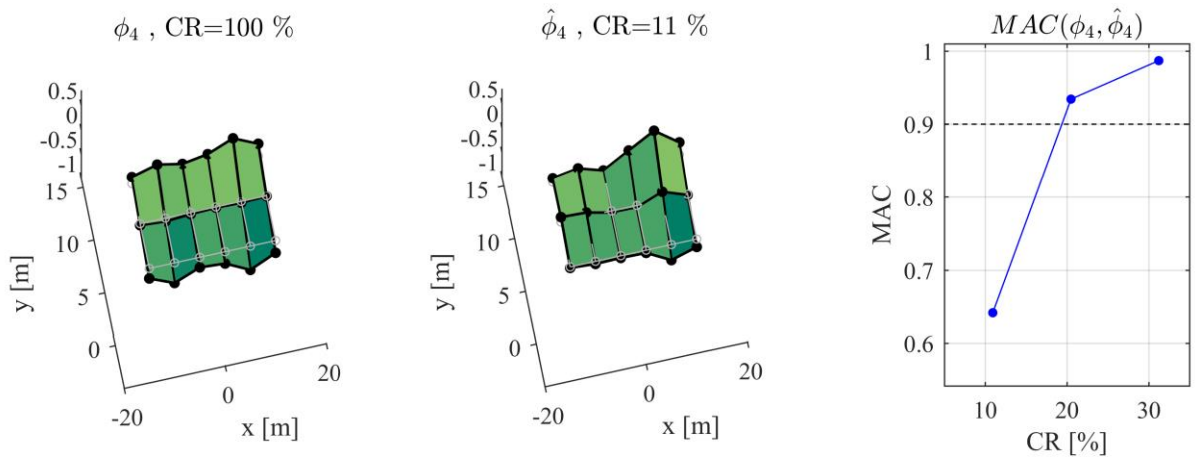 ϕ₄ , CR=100 %
0.5
0
-0.5
-1
15
10
5
0
y [m]
-20
0
20
x [m]
ϕ̂₄ , CR=11 %
0.5
0
-0.5
-1
15
10
5
0
y [m]
-20
0
20
x [m]
MAC(ϕ₄, ϕ̂₄)
1
0.9
0.8
0.7
0.6
MAC
10 20 30
CR [%]